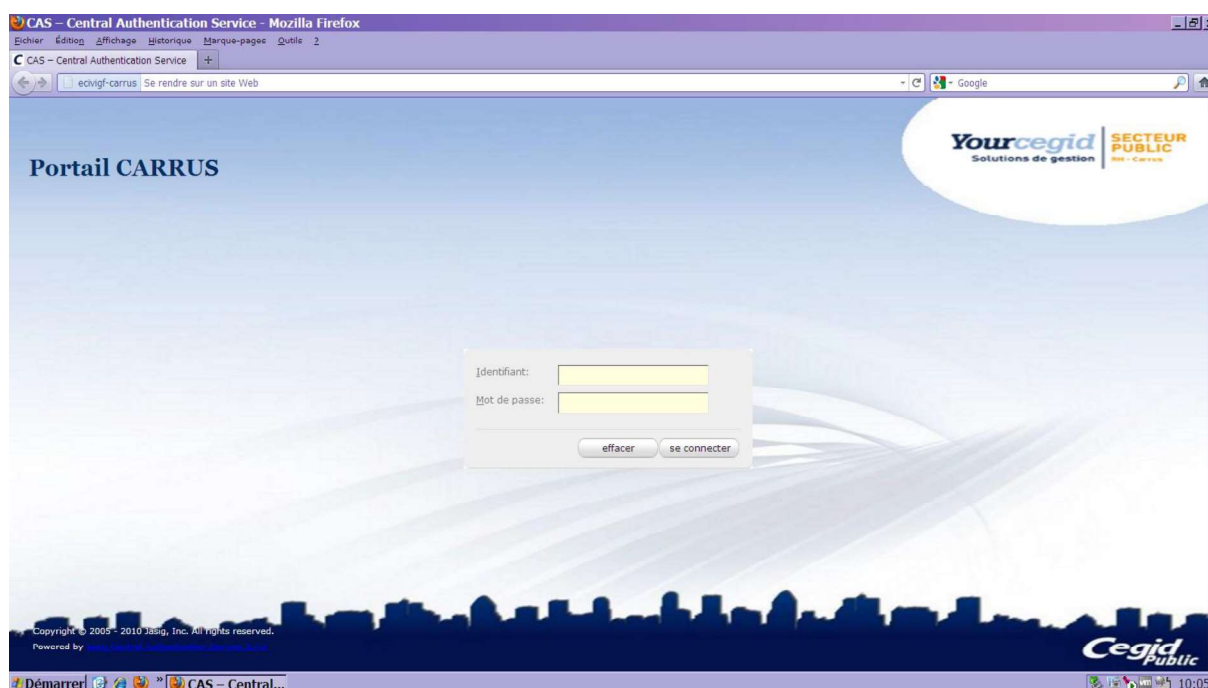 CAS – Central Authentication Service - Mozilla Firefox
Eichier Édition Affichage Historique Marque-pages Outils ?
CAS – Central Authentication Service +
ecivigf-carrus Se rendre sur un site Web
Google
Portail CARRUS
Yourcegid
Solutions de gestion
SECTEUR
PUBLIC
RH - Carrus
Identifiant:
Mot de passe:
effacer
se connecter
Copyright © 2005 - 2010 Jasig, Inc. All rights reserved.
Powered by
Cegid
Public
Démarrer
» CAS – Central...
10:05